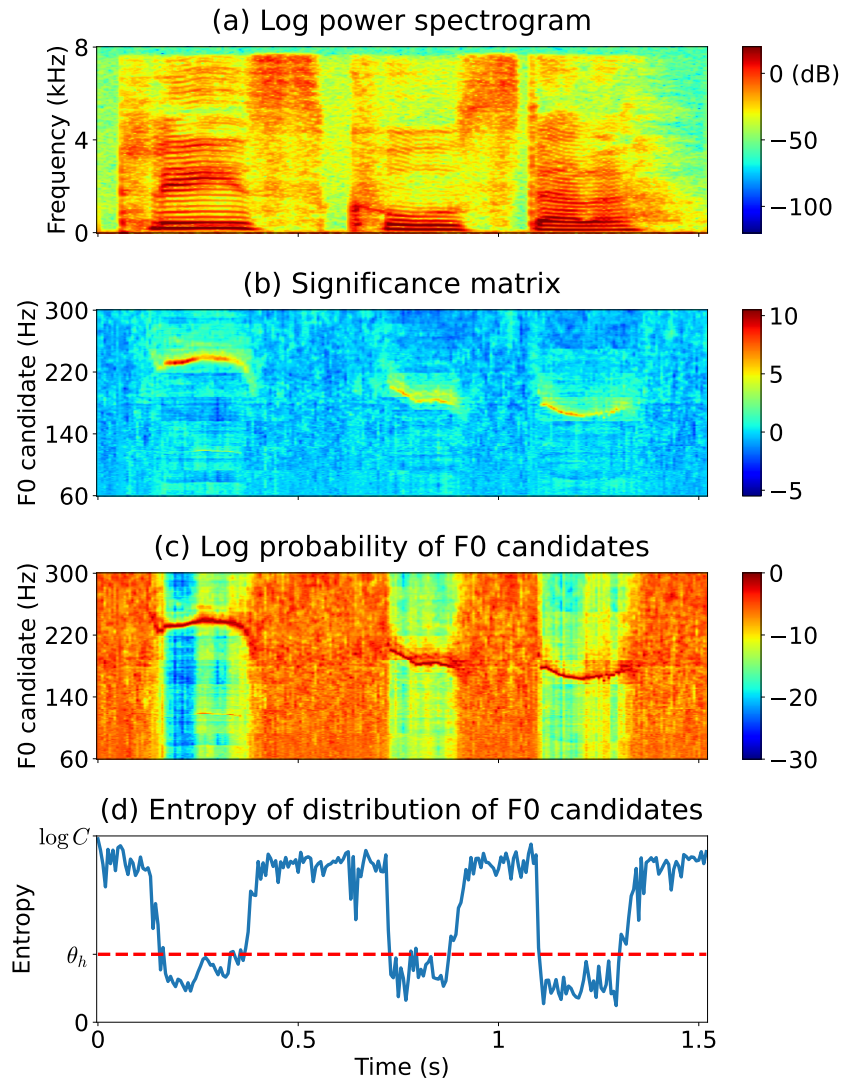 (a) Log power spectrogram
8
4
0
Frequency (kHz)
0 (dB)
−50
−100
(b) Significance matrix
300
220
140
60
F0 candidate (Hz)
10
5
0
−5
(c) Log probability of F0 candidates
300
220
140
60
F0 candidate (Hz)
0
−10
−20
−30
(d) Entropy of distribution of F0 candidates
log C
θh
0
Entropy
0 0.5 1 1.5
Time (s)